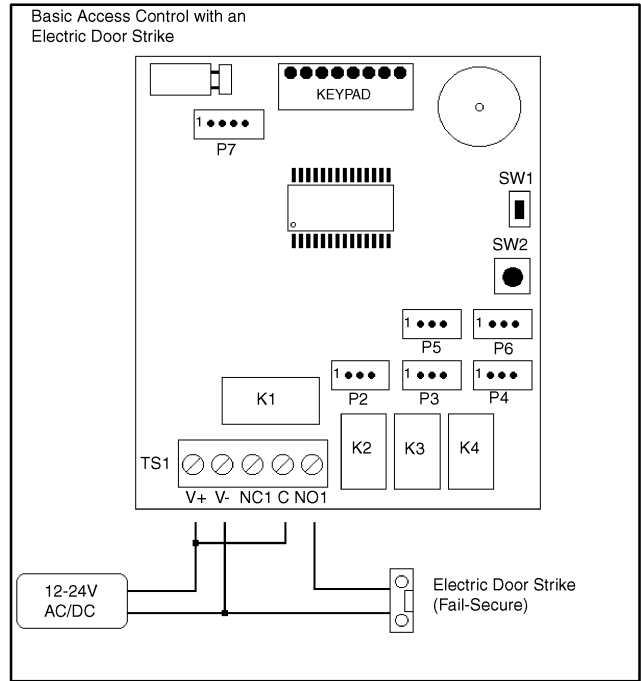 Basic Access Control with an
Electric Door Strike
KEYPAD
1
P7
SW1
SW2
1
P5
1
P6
1
P2
1
P3
1
P4
K1
K2
K3
K4
TS1
V+ V- NC1 C NO1
12-24V
AC/DC
Electric Door Strike
(Fail-Secure)